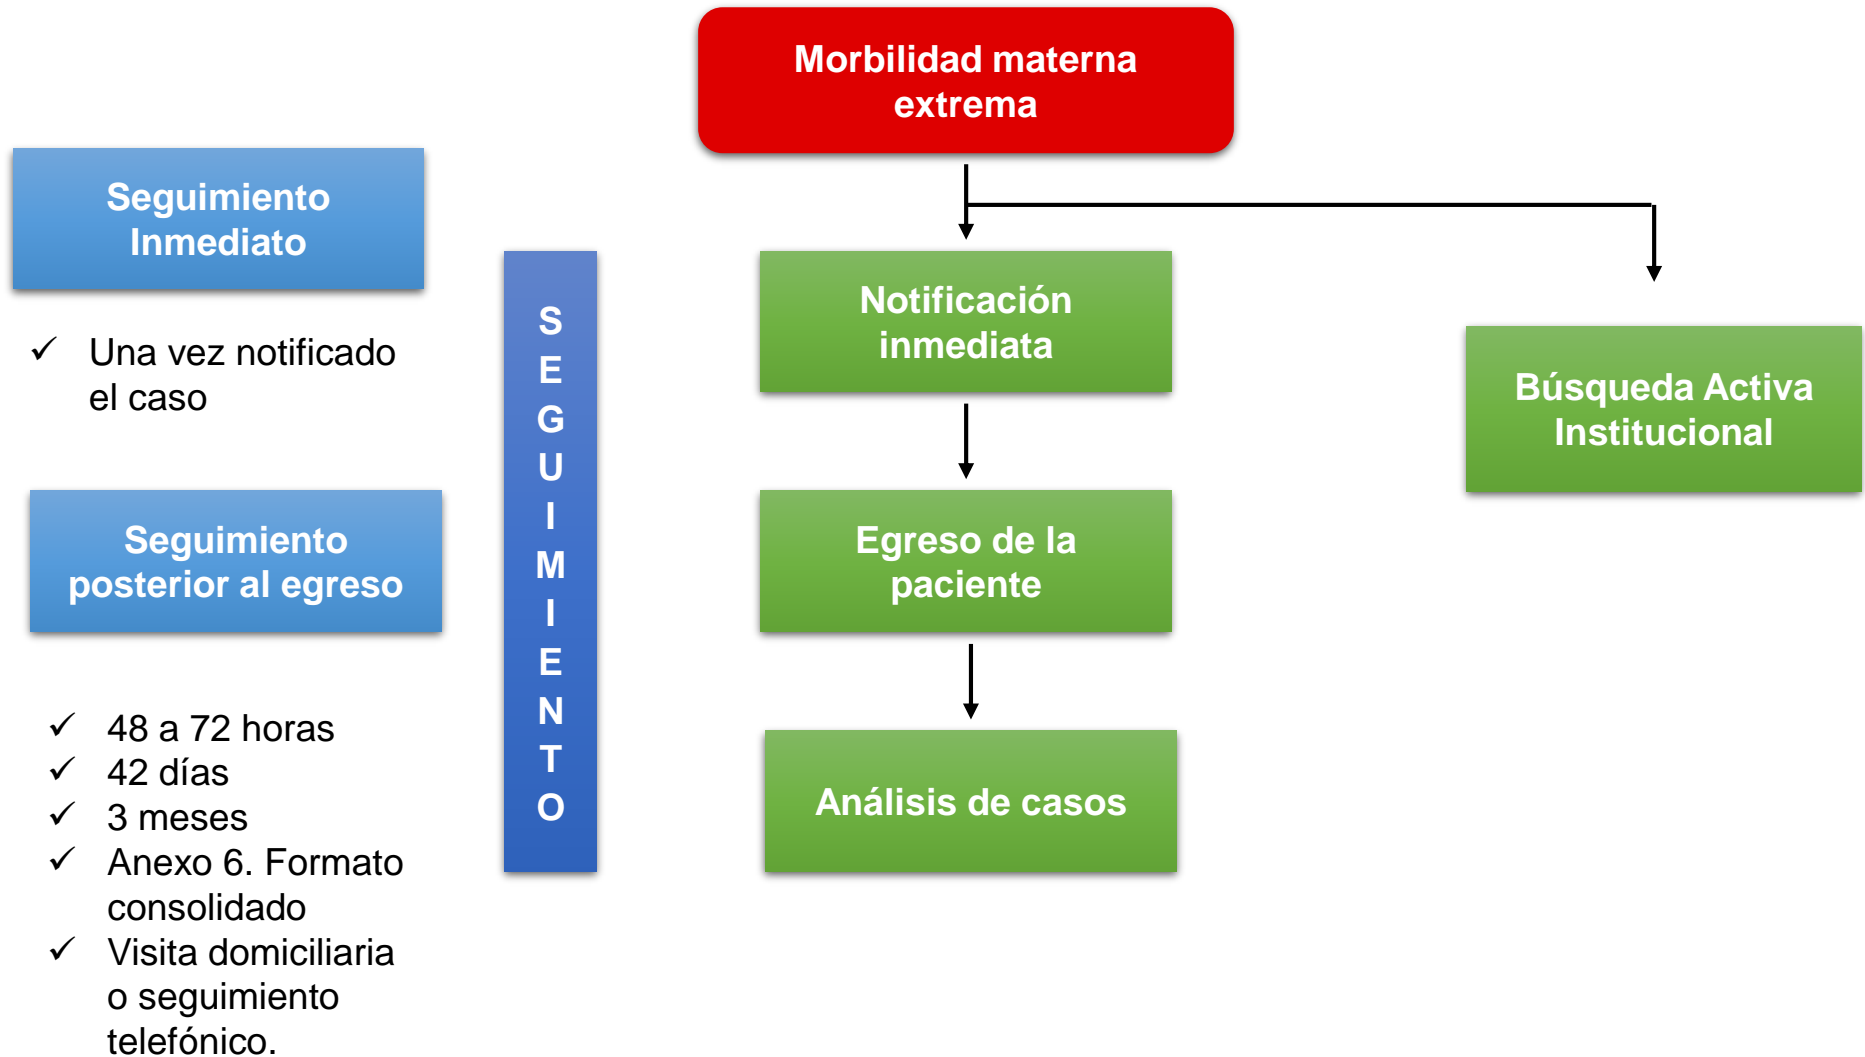 Morbilidad materna
extrema
Seguimiento
Inmediato
✓ Una vez notificado
el caso
Seguimiento
posterior al egreso
✓ 48 a 72 horas
✓ 42 días
✓ 3 meses
✓ Anexo 6. Formato
consolidado
✓ Visita domiciliaria
o seguimiento
telefónico.
S
E
G
U
I
M
I
E
N
T
O
Notificación
inmediata
Egreso de la
paciente
Análisis de casos
Búsqueda Activa
Institucional